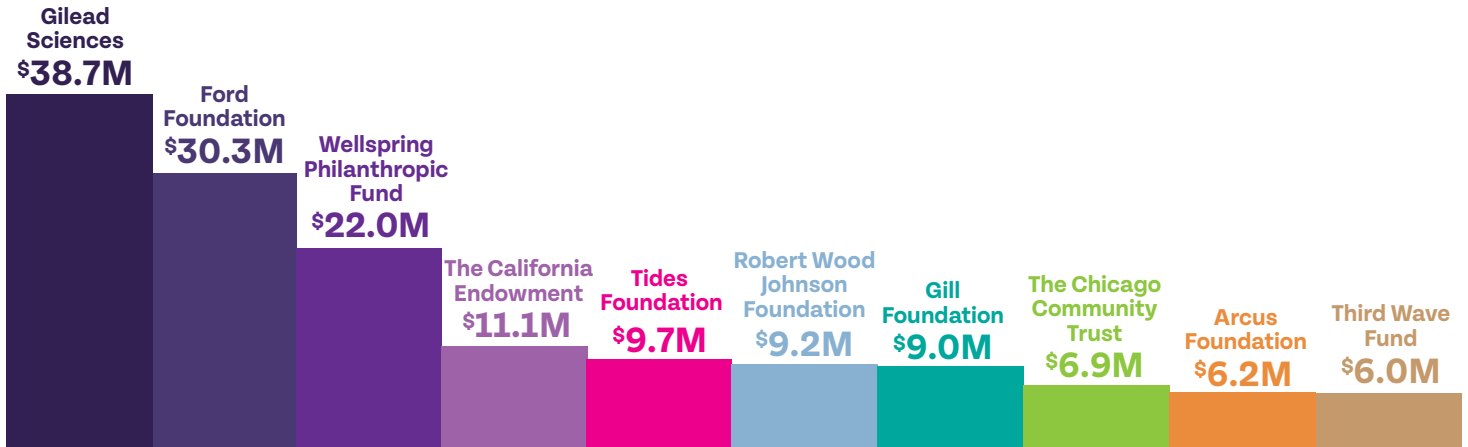 Gilead
Sciences
$38.7M
Ford
Foundation
$30.3M
Wellspring
Philanthropic
Fund
$22.0M
The California
Endowment
$11.1M
Tides
Foundation
$9.7M
Robert Wood
Johnson
Foundation
$9.2M
Gill
Foundation
$9.0M
The Chicago
Community
Trust
$6.9M
Arcus
Foundation
$6.2M
Third Wave
Fund
$6.0M